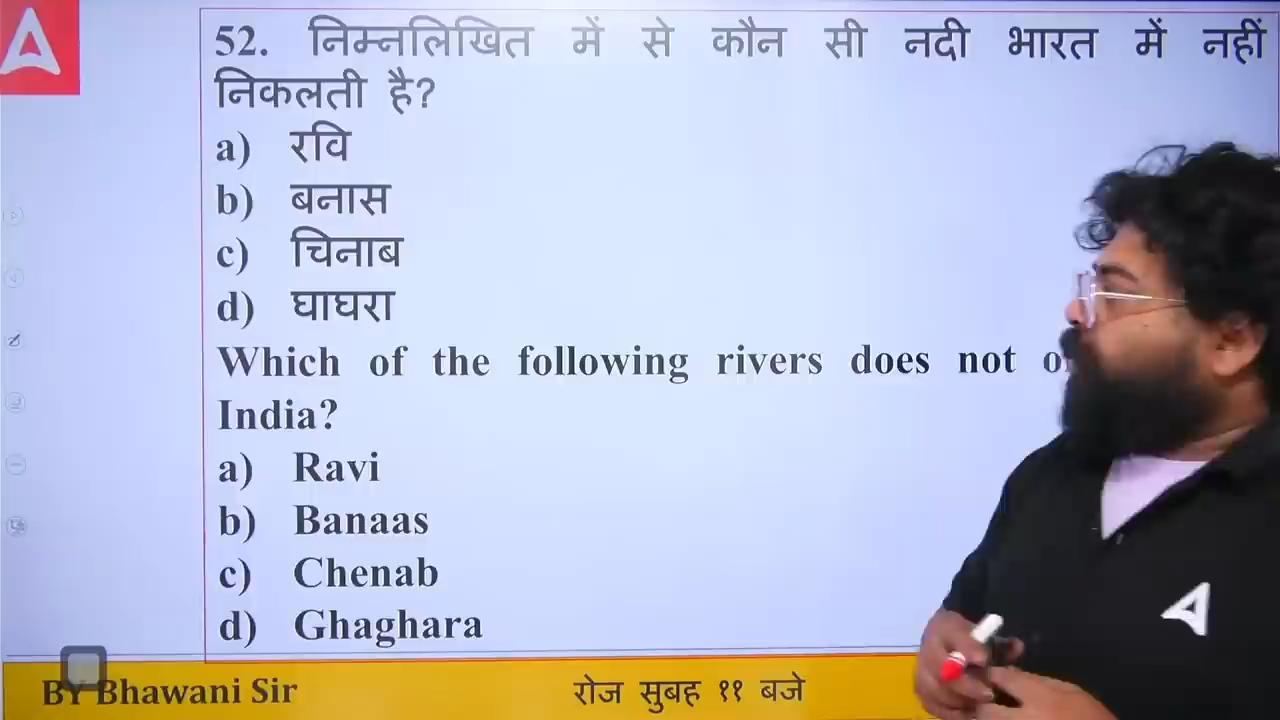 52. निम्नलिखित में से कौन सी नदी भारत में नहीं
निकलती है?
a) रवि
b) बनास
c) चिनाब
d) घाघरा
Which of the following rivers does not
India?
a) Ravi
b) Banaas
c) Chenab
d) Ghaghara
BY Bhawani Sir
रोज सुबह ११ बजे